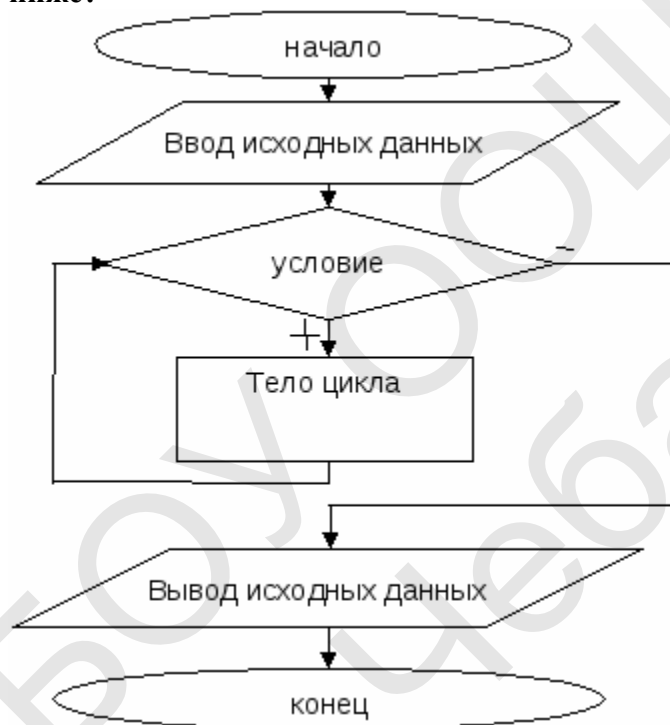 ниже.
начало
Ввод исходных данных
условие
-
+
Тело цикла
Вывод исходных данных
конец